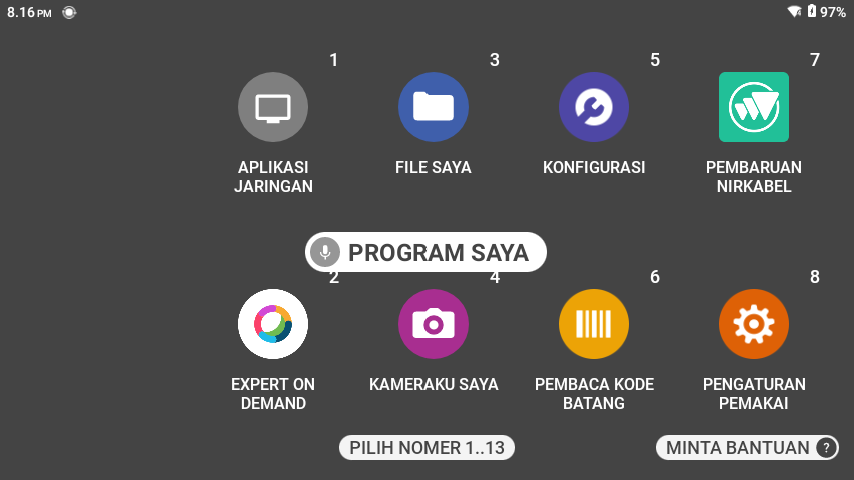 8.16 PM
97%
1
3
5
7
APLIKASI
JARINGAN
FILE SAYA
KONFIGURASI
PEMBARUAN
NIRKABEL
PROGRAM SAYA
2
4
6
8
EXPERT ON
DEMAND
KAMERAKU SAYA
PEMBACA KODE
BATANG
PENGATURAN
PEMAKAI
PILIH NOMER 1..13
MINTA BANTUAN ?